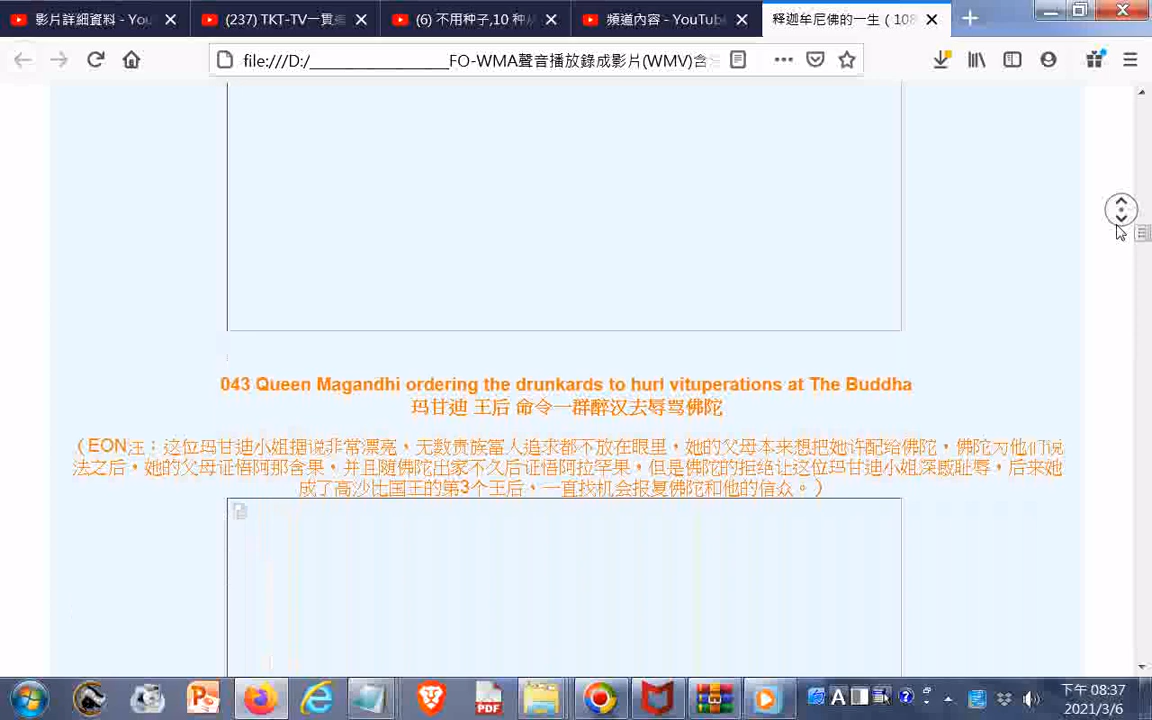 影片詳細資料 - You
(237) TKT-TV一貫
(6) 不用种子,10 种
頻道內容 - YouTub
释迦牟尼佛的一生 ( 108
file:///D:/________________FO-WMA聲音播放錄成影片(WMV)含
043 Queen Magandhi ordering the drunkards to hurl vituperations at The Buddha
玛甘迪 王后 命令一群醉汉去辱骂佛陀
（EON注：这位玛甘迪小姐据说非常漂亮，无数贵族富人追求都不放在眼里，她的父母本来想把她许配给佛陀，佛陀为他们说
法之后，她的父母证悟阿那含果，并且随佛陀出家不久后证悟阿拉罕果，但是佛陀的拒绝让这位玛甘迪小姐深感耻辱，后来她
成了高沙比国王的第3个王后、一直找机会报复佛陀和他的信众。）
PDF
A
下午 08:37
2021/3/6